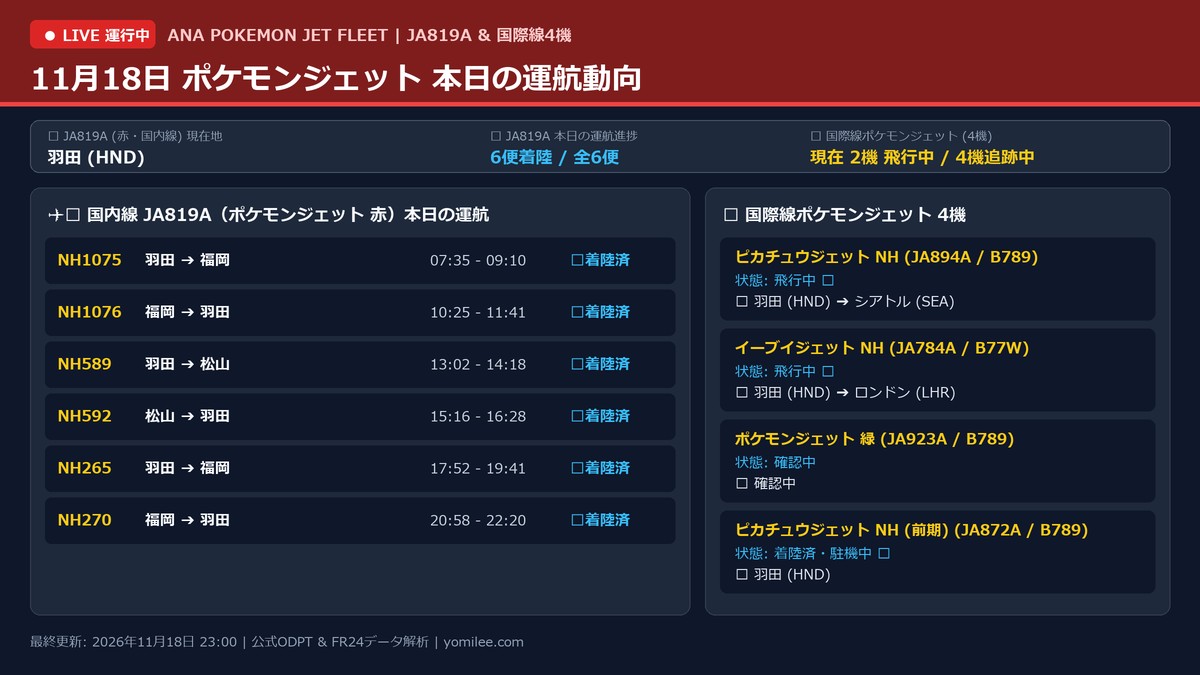 ● LIVE 運行中 ANA POKEMON JET FLEET | JA819A & 国際線4機
11月18日 ポケモンジェット 本日の運航動向
□ JA819A (赤・国内線) 現在地
羽田 (HND)
□ JA819A 本日の運航進捗
6便着陸 / 全6便
□ 国際線ポケモンジェット (4機)
現在 2機 飛行中 / 4機追跡中
✈□ 国内線 JA819A（ポケモンジェット 赤）本日の運航
NH1075 羽田 → 福岡 07:35 - 09:10 □着陸済
NH1076 福岡 → 羽田 10:25 - 11:41 □着陸済
NH589 羽田 → 松山 13:02 - 14:18 □着陸済
NH592 松山 → 羽田 15:16 - 16:28 □着陸済
NH265 羽田 → 福岡 17:52 - 19:41 □着陸済
NH270 福岡 → 羽田 20:58 - 22:20 □着陸済
□ 国際線ポケモンジェット 4機
ピカチュウジェット NH (JA894A / B789)
状態: 飛行中 □
□ 羽田 (HND) ➔ シアトル (SEA)
イーブイジェット NH (JA784A / B77W)
状態: 飛行中 □
□ 羽田 (HND) ➔ ロンドン (LHR)
ポケモンジェット 緑 (JA923A / B789)
状態: 確認中
□ 確認中
ピカチュウジェット NH (前期) (JA872A / B789)
状態: 着陸済・駐機中 □
□ 羽田 (HND)
最終更新: 2026年11月18日 23:00 | 公式ODPT & FR24データ解析 | yomilee.com